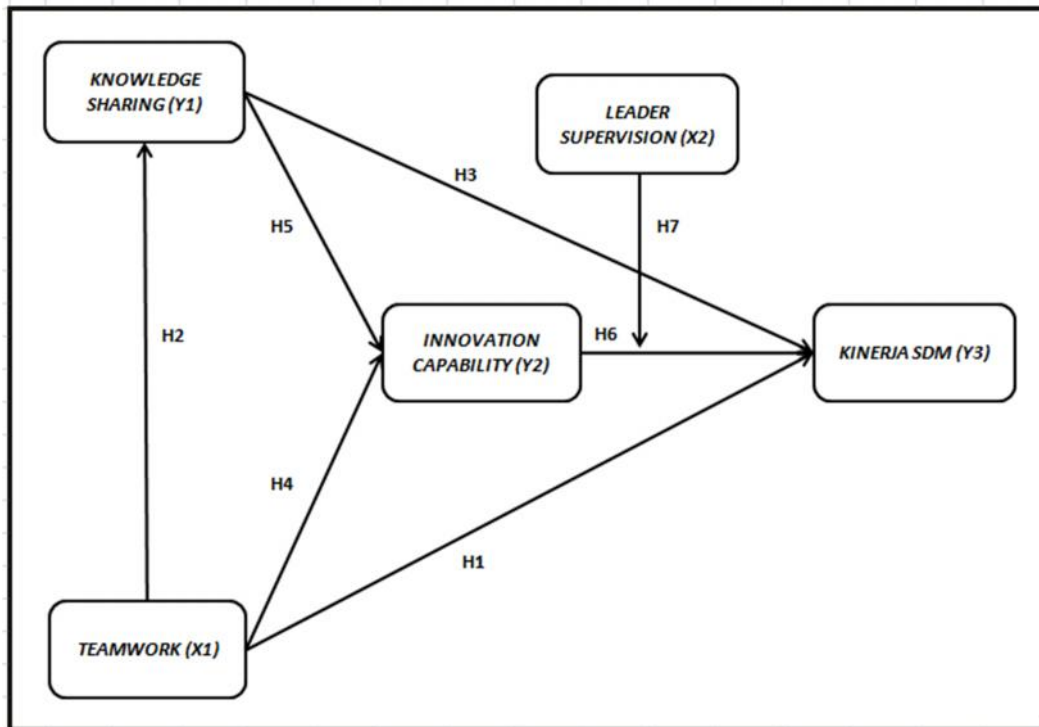 KNOWLEDGE
SHARING (Y1)
LEADER
SUPERVISION (X2)
H3
H5
H7
H2
INNOVATION
CAPABILITY (Y2)
H6
KINERJA SDM (Y3)
H4
H1
TEAMWORK (X1)